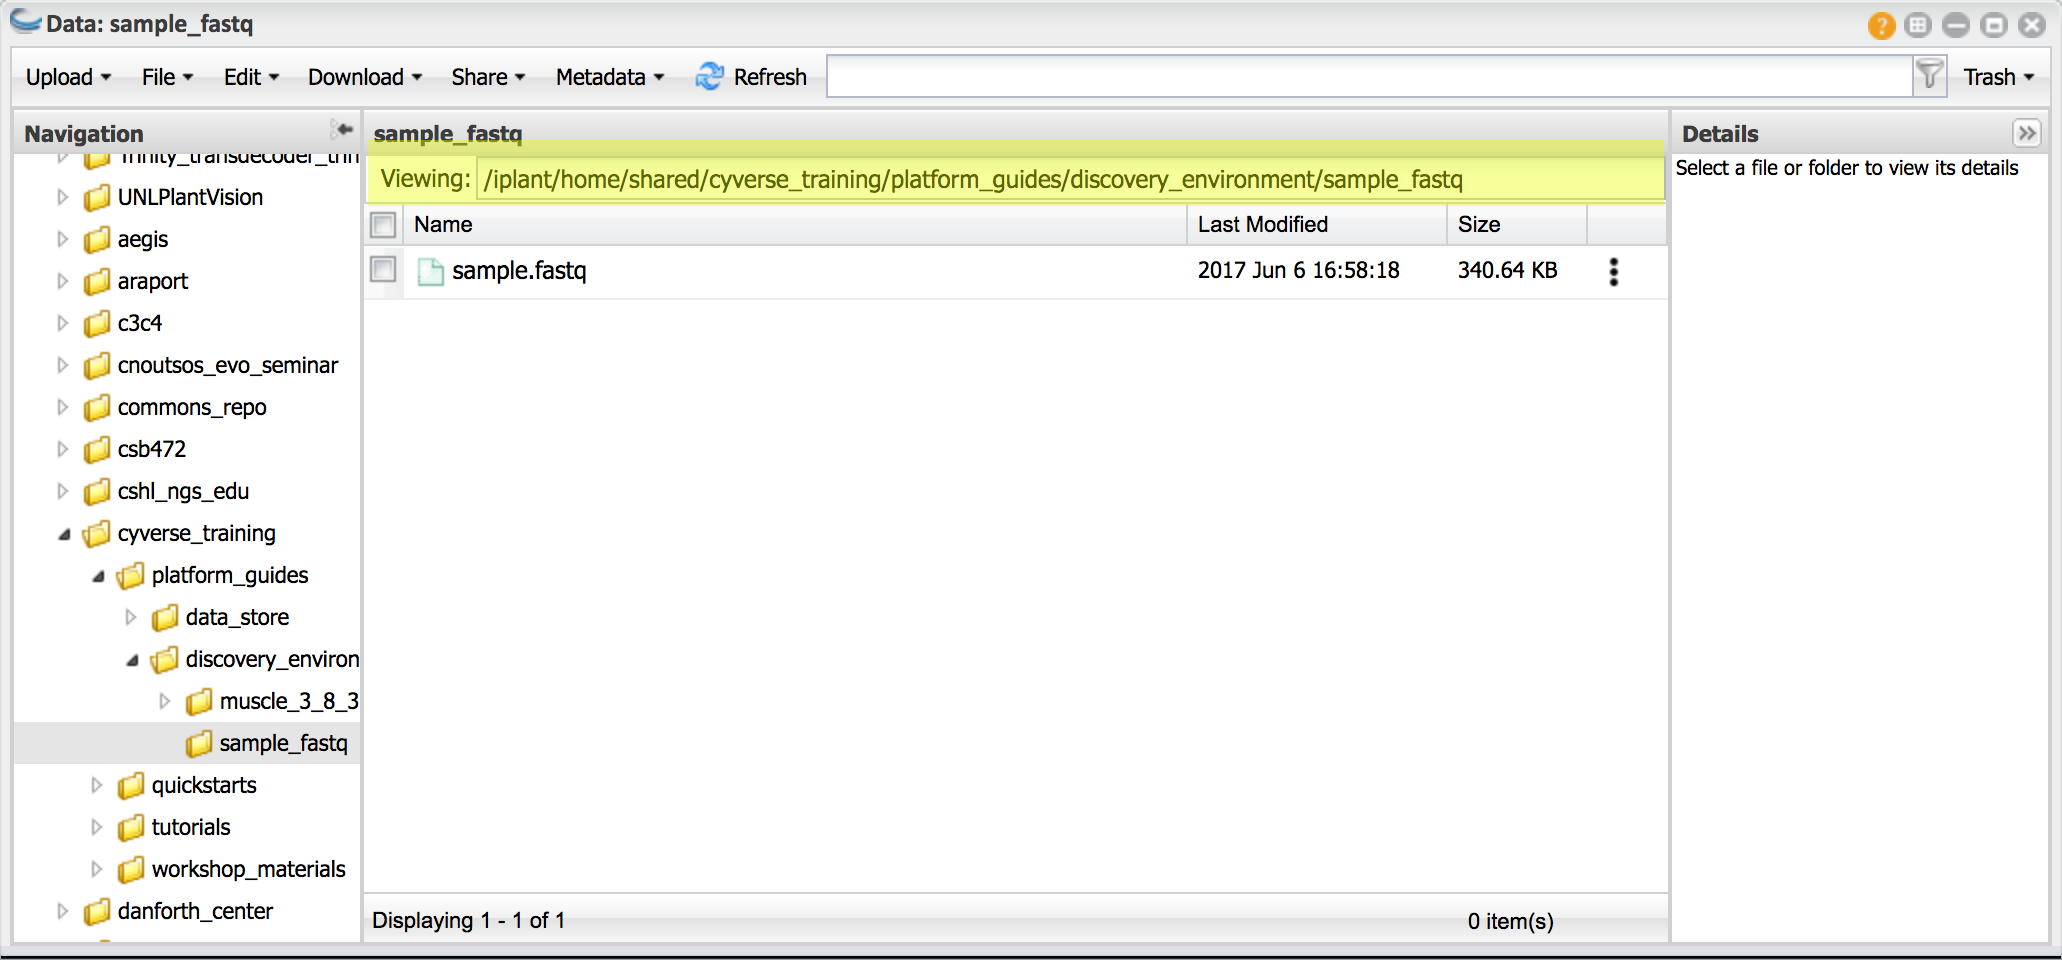 Data: sample_fastq
?
Upload File Edit Download Share Metadata Refresh Trash
Navigation
UNLPlantVision
aegis
araport
c3c4
cnoutsos_evo_seminar
commons_repo
csb472
cshl_ngs_edu
cyverse_training
platform_guides
data_store
discovery_environ
muscle_3_8_3
sample_fastq
quickstarts
tutorials
workshop_materials
danforth_center
sample_fastq
Viewing: /iplant/home/shared/cyverse_training/platform_guides/discovery_environment/sample_fastq
Name Last Modified Size
sample.fastq 2017 Jun 6 16:58:18 340.64 KB
Displaying 1 - 1 of 1 0 item(s)
Details
Select a file or folder to view its details